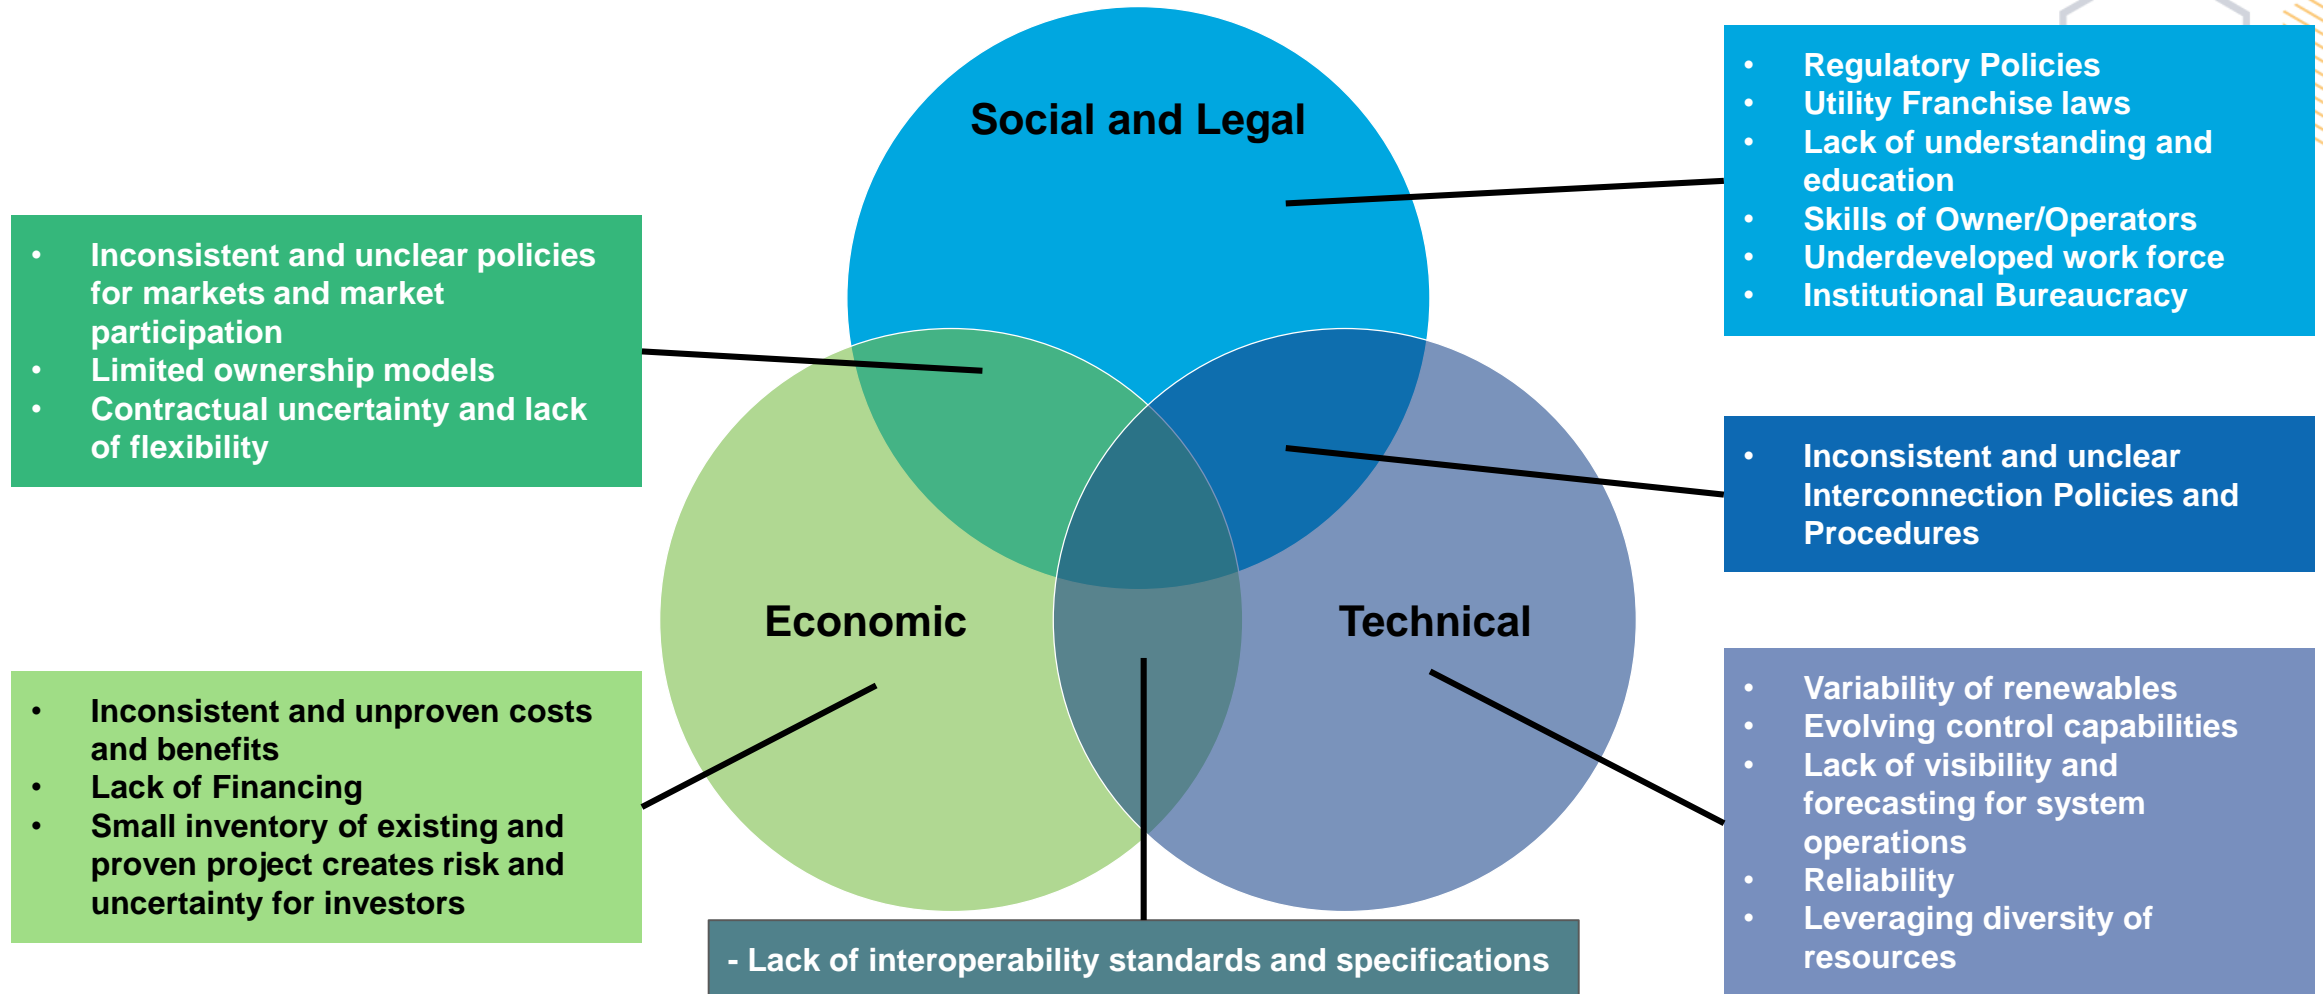 Social and Legal
• Regulatory Policies
• Utility Franchise laws
• Lack of understanding and
education
• Skills of Owner/Operators
• Underdeveloped work force
• Institutional Bureaucracy
• Inconsistent and unclear policies
for markets and market
participation
• Limited ownership models
• Contractual uncertainty and lack
of flexibility
• Inconsistent and unclear
Interconnection Policies and
Procedures
Economic
Technical
• Inconsistent and unproven costs
and benefits
• Lack of Financing
• Small inventory of existing and
proven project creates risk and
uncertainty for investors
• Variability of renewables
• Evolving control capabilities
• Lack of visibility and
forecasting for system
operations
• Reliability
• Leveraging diversity of
resources
- Lack of interoperability standards and specifications